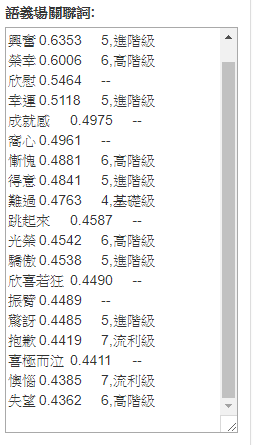 語義場關聯詞:
興奮 0.6353 5,進階級
榮幸 0.6006 6,高階級
欣慰 0.5464 --
幸運 0.5118 5,進階級
成就感 0.4975 --
窩心 0.4961 --
慚愧 0.4881 6,高階級
得意 0.4841 5,進階級
難過 0.4763 4,基礎級
跳起來 0.4587 --
光榮 0.4542 6,高階級
驕傲 0.4538 5,進階級
欣喜若狂 0.4490 --
振奮 0.4489 --
驚訝 0.4485 5,進階級
抱歉 0.4419 7,流利級
喜極而泣 0.4411 --
懊惱 0.4385 7,流利級
失望 0.4362 6,高階級